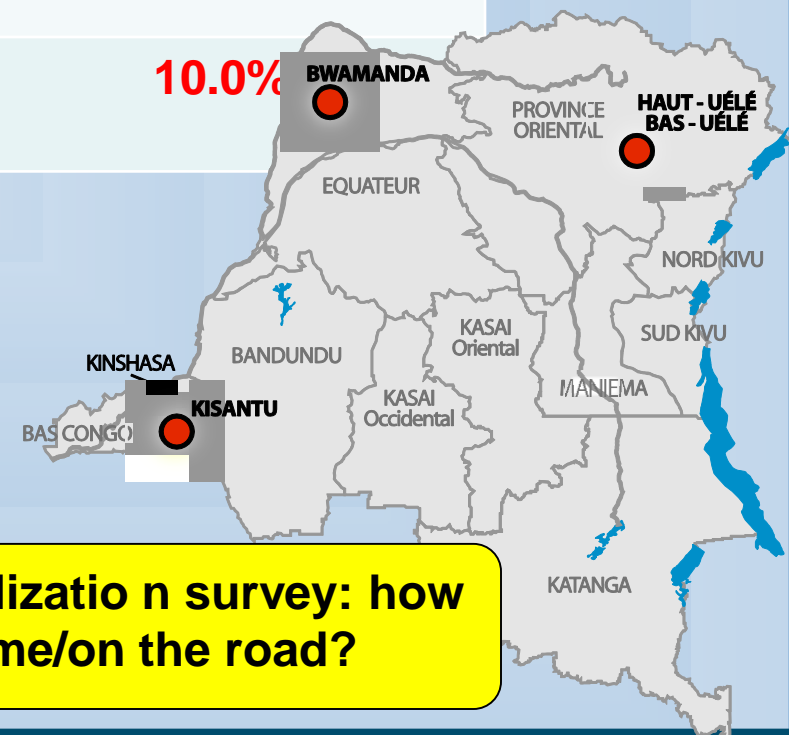 10.0%
BWAMANDA
PROVINCE
ORIENTAL
HAUT - UÉLÉ
BAS - UÉLÉ
EQUATEUR
NORD KIVU
KASAI
Oriental
SUD KIVU
KINSHASA
BANDUNDU
MANIEMA
KASAI
Occidental
KISANTU
BAS CONGO
KATANGA
lizatio n survey: how
me/on the road?